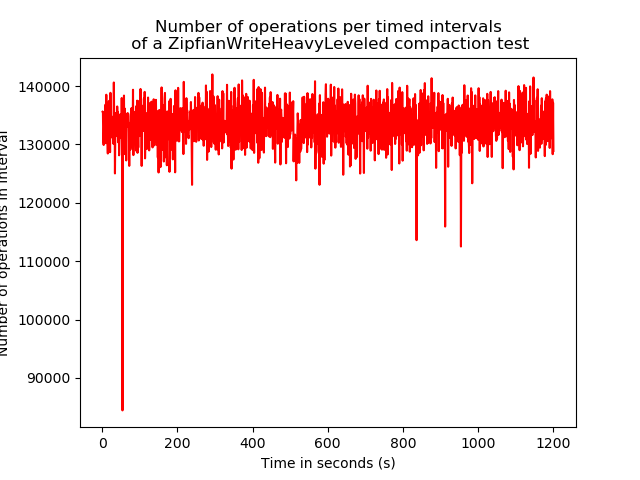 Number of operations per timed intervals
of a ZipfianWriteHeavyLeveled compaction test
140000
130000
120000
110000
100000
90000
Number of operations in interval
0 200 400 600 800 1000 1200
Time in seconds (s)